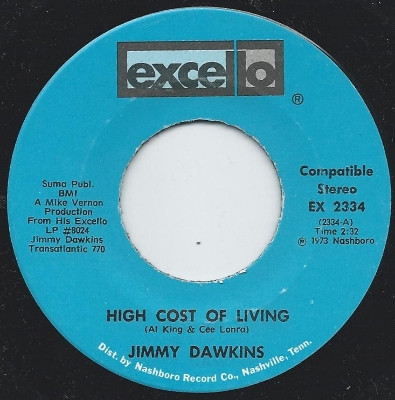 excello
®
Suma Publ.
BMI
A Mike Vernon
Production
From His Excello
LP #8024
Jimmy Dawkins
Transatlantic 770
Compatible
Stereo
EX 2334
(2334-A)
Time 2:32
℗ 1973 Nashboro
HIGH COST OF LIVING
(Al King & Cee Lonra)
JIMMY DAWKINS
Dist. by Nashboro Record Co., Nashville, Tenn.